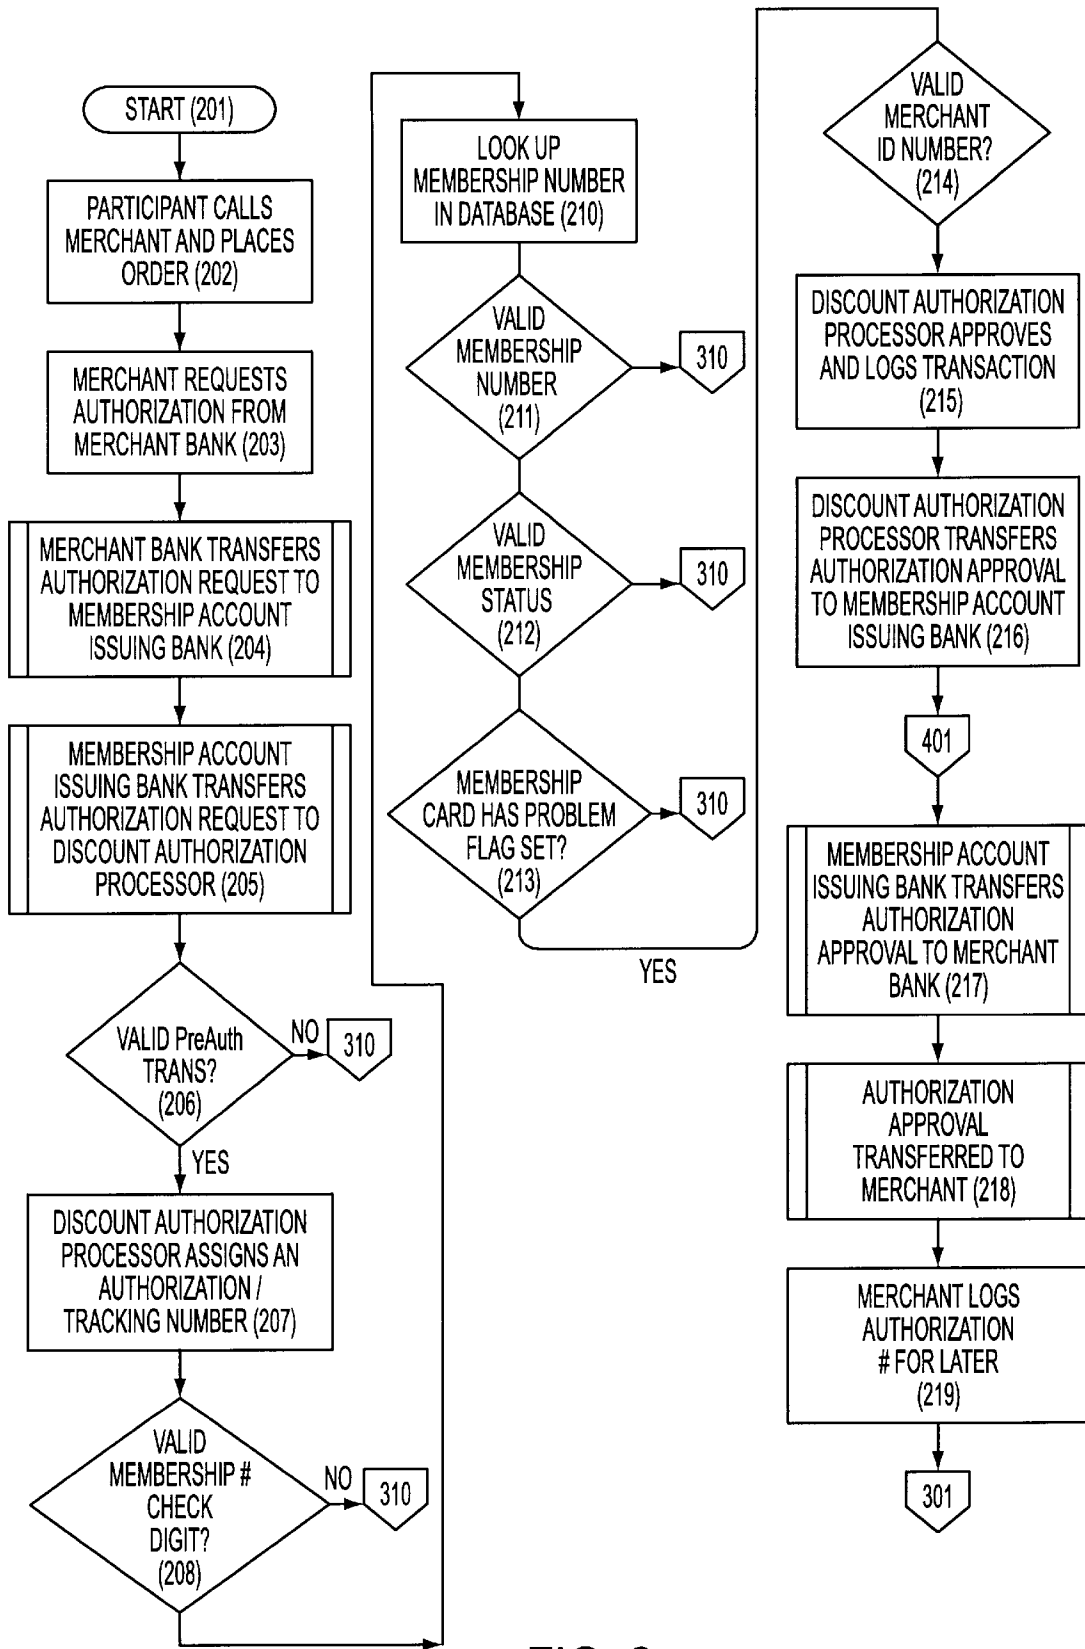 START (201)
PARTICIPANT CALLS
MERCHANT AND PLACES
ORDER (202)
MERCHANT REQUESTS
AUTHORIZATION FROM
MERCHANT BANK (203)
MERCHANT BANK TRANSFERS
AUTHORIZATION REQUEST TO
MEMBERSHIP ACCOUNT
ISSUING BANK (204)
MEMBERSHIP ACCOUNT
ISSUING BANK TRANSFERS
AUTHORIZATION REQUEST TO
DISCOUNT AUTHORIZATION
PROCESSOR (205)
VALID PreAuth
TRANS?
(206)
NO
310
YES
DISCOUNT AUTHORIZATION
PROCESSOR ASSIGNS AN
AUTHORIZATION /
TRACKING NUMBER (207)
VALID
MEMBERSHIP #
CHECK
DIGIT?
(208)
NO
310
LOOK UP
MEMBERSHIP NUMBER
IN DATABASE (210)
VALID
MEMBERSHIP
NUMBER
(211)
310
VALID
MEMBERSHIP
STATUS
(212)
310
MEMBERSHIP
CARD HAS PROBLEM
FLAG SET?
(213)
310
YES
VALID
MERCHANT
ID NUMBER?
(214)
DISCOUNT AUTHORIZATION
PROCESSOR APPROVES
AND LOGS TRANSACTION
(215)
DISCOUNT AUTHORIZATION
PROCESSOR TRANSFERS
AUTHORIZATION APPROVAL
TO MEMBERSHIP ACCOUNT
ISSUING BANK (216)
401
MEMBERSHIP ACCOUNT
ISSUING BANK TRANSFERS
AUTHORIZATION
APPROVAL TO MERCHANT
BANK (217)
AUTHORIZATION
APPROVAL
TRANSFERRED TO
MERCHANT (218)
MERCHANT LOGS
AUTHORIZATION
# FOR LATER
(219)
301